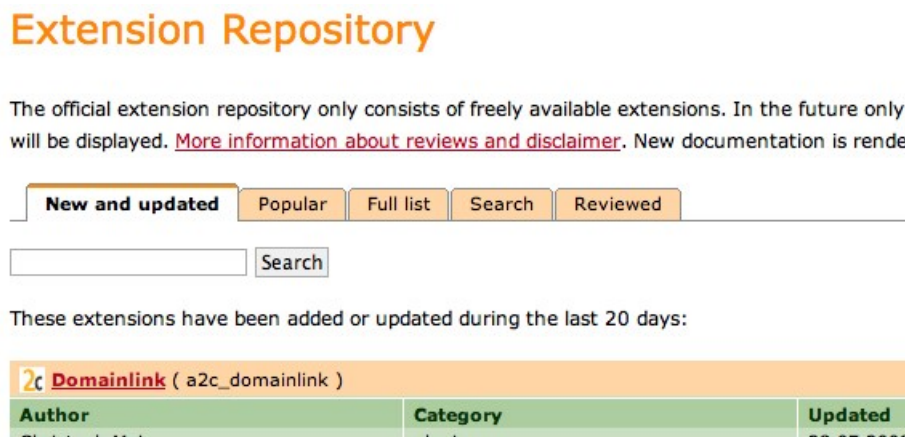 Extension Repository
The official extension repository only consists of freely available extensions. In the future only
will be displayed. More information about reviews and disclaimer. New documentation is rende
New and updated Popular Full list Search Reviewed
Search
These extensions have been added or updated during the last 20 days:
2c Domainlink ( a2c_domainlink )
Author Category Updated